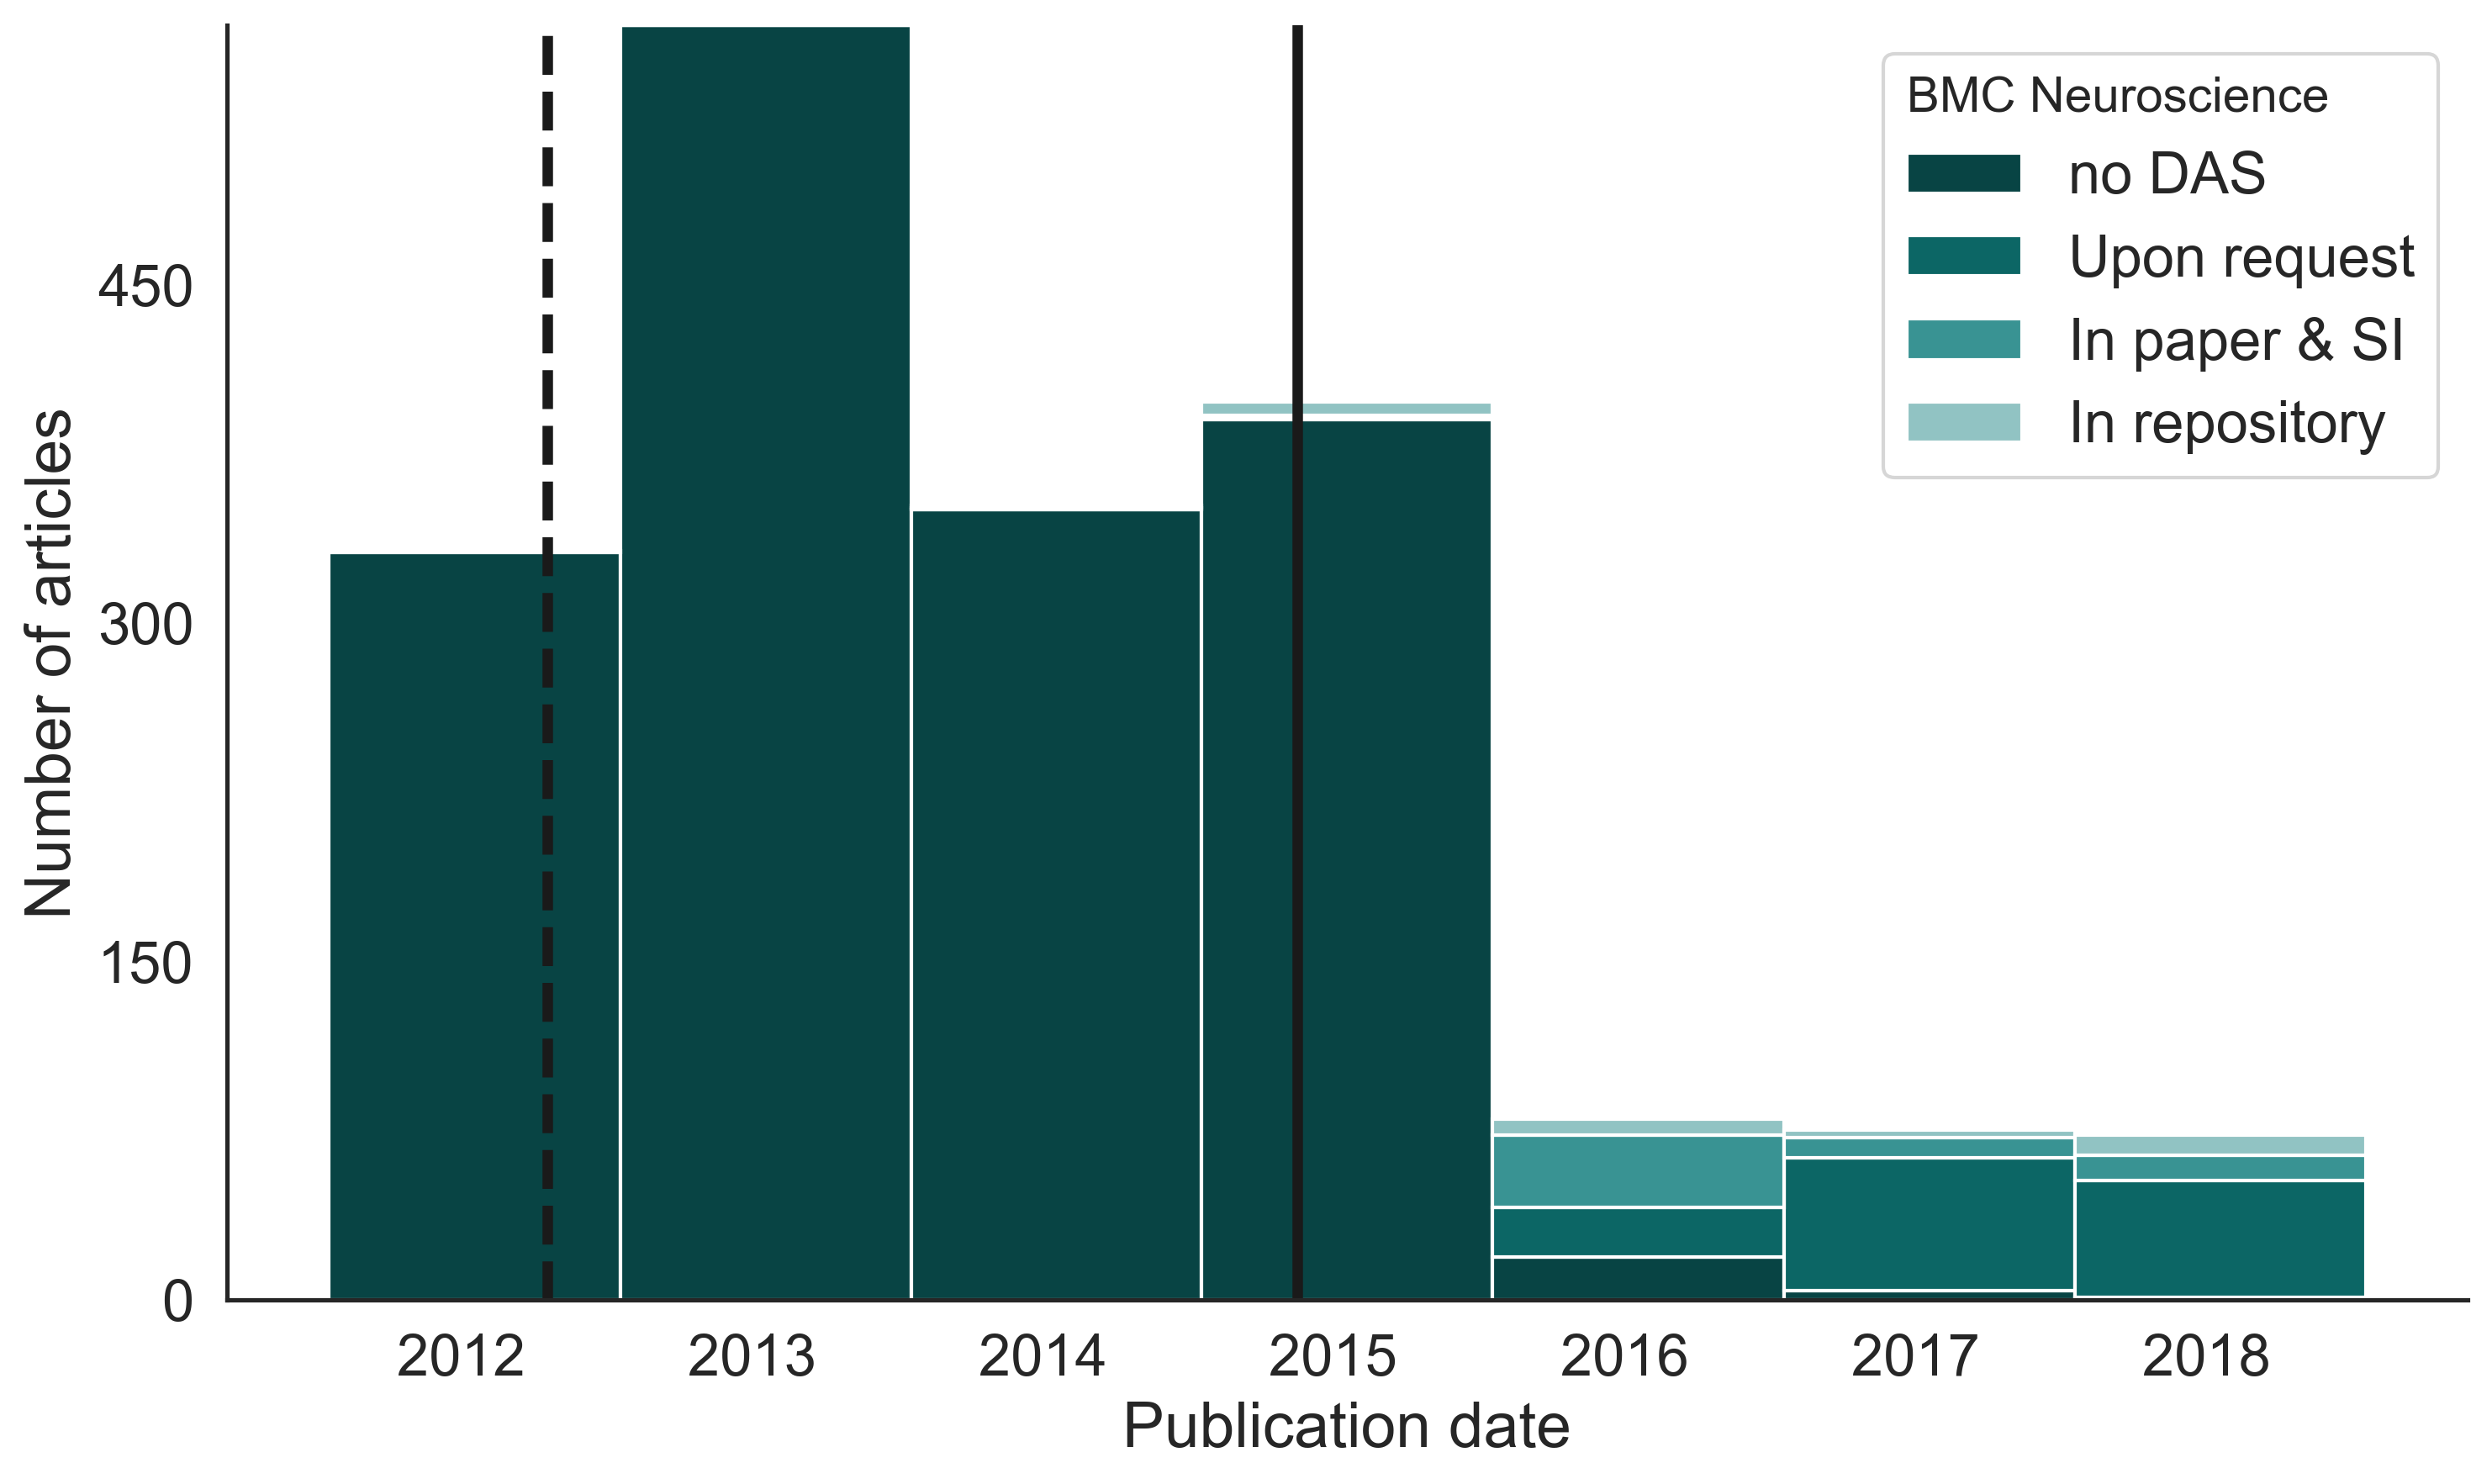 BMC Neuroscience
no DAS
Upon request
In paper & SI
In repository
Number of articles
450
300
150
0
2012 2013 2014 2015 2016 2017 2018
Publication date